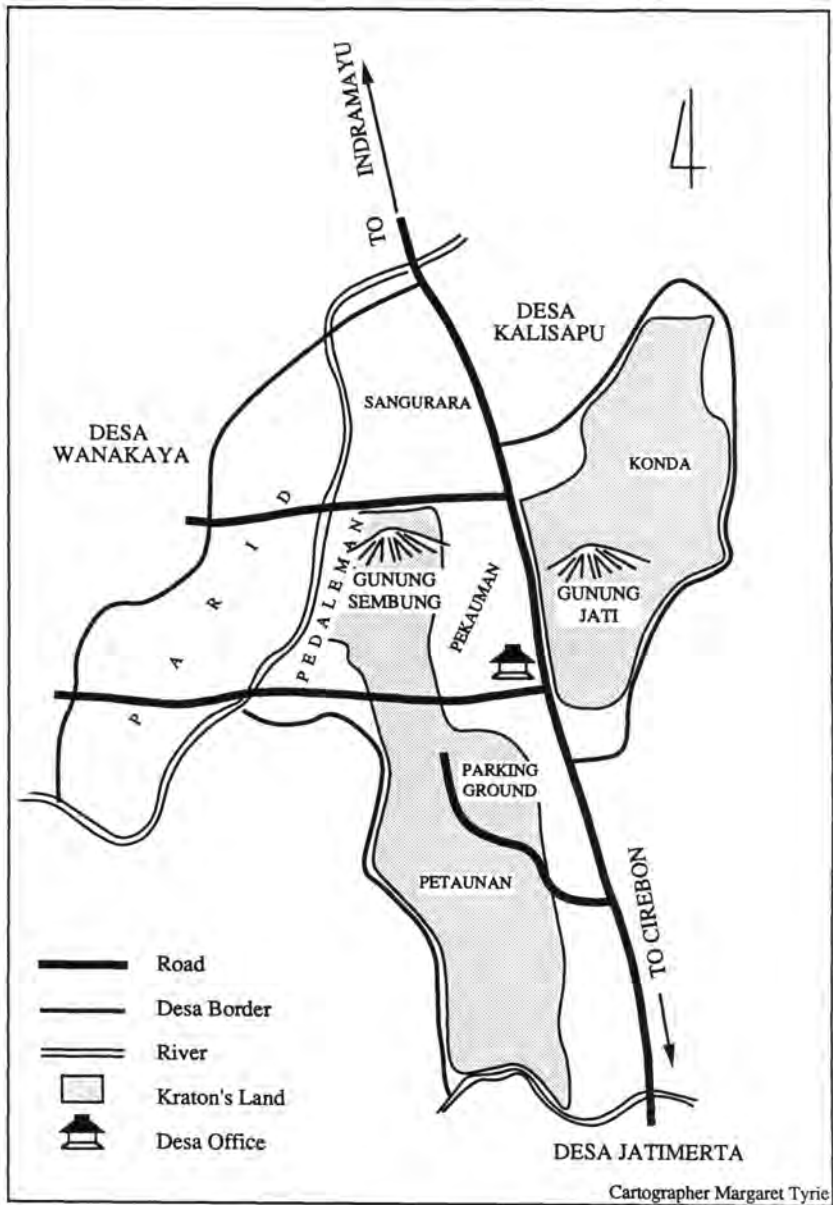 TO INDRAMAYU
DESA
KALISAPU
SANGURARA
DESA
WANAKAYA
KONDA
PARID
PEDALEMAN
GUNUNG
SEMBUNG
PEKAUMAN
GUNUNG
JATI
PARKING
GROUND
PETAUNAN
TO CIREBON
Road
Desa Border
River
Kraton's Land
Desa Office
DESA JATIMERTA
Cartographer Margaret Tyrie